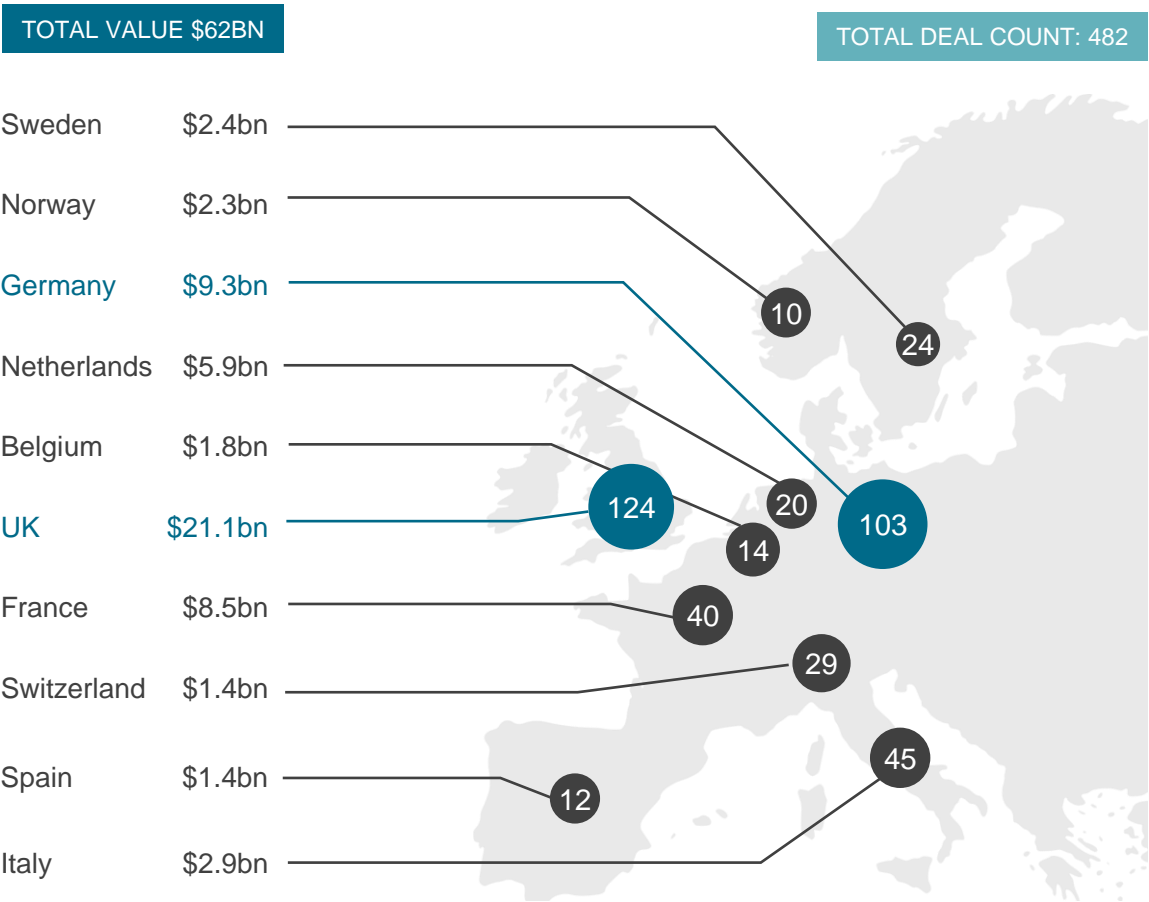 TOTAL VALUE $62BN
TOTAL DEAL COUNT: 482
Sweden $2.4bn
Norway $2.3bn
Germany $9.3bn
10
24
Netherlands $5.9bn
Belgium $1.8bn
UK $21.1bn
124
20
103
14
France $8.5bn
40
Switzerland $1.4bn
29
Spain $1.4bn
12
45
Italy $2.9bn